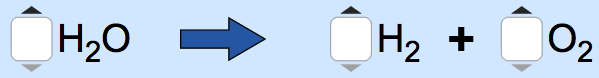 H₂O H₂ + O₂